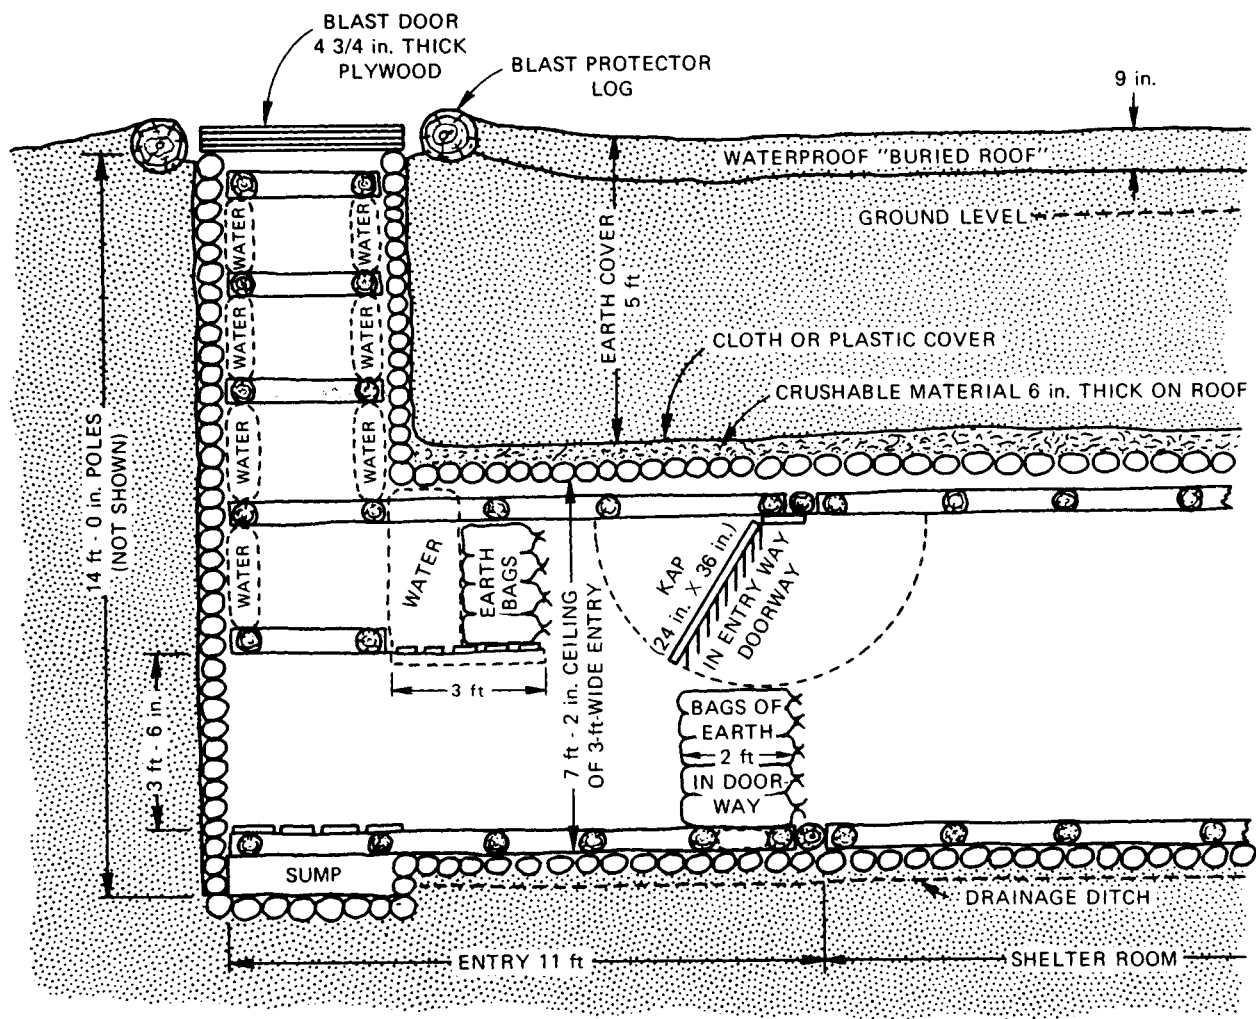 BLAST DOOR
4 3/4 in. THICK
PLYWOOD
BLAST PROTECTOR
LOG
9 in.
WATERPROOF "BURIED ROOF"
GROUND LEVEL
EARTH COVER
5 ft
CLOTH OR PLASTIC COVER
CRUSHABLE MATERIAL 6 in. THICK ON ROOF
14 ft - 0 in. POLES
(NOT SHOWN)
WATER
WATER
WATER
WATER
WATER
WATER
WATER
WATER
EARTH
BAGS
3 ft
3 ft - 6 in.
7 ft - 2 in. CEILING
OF 3-ft-WIDE ENTRY
KAP
(24 in. X 36 in.)
IN ENTRY WAY
DOORWAY
BAGS OF
EARTH
2 ft
IN DOOR-
WAY
SUMP
DRAINAGE DITCH
ENTRY 11 ft
SHELTER ROOM